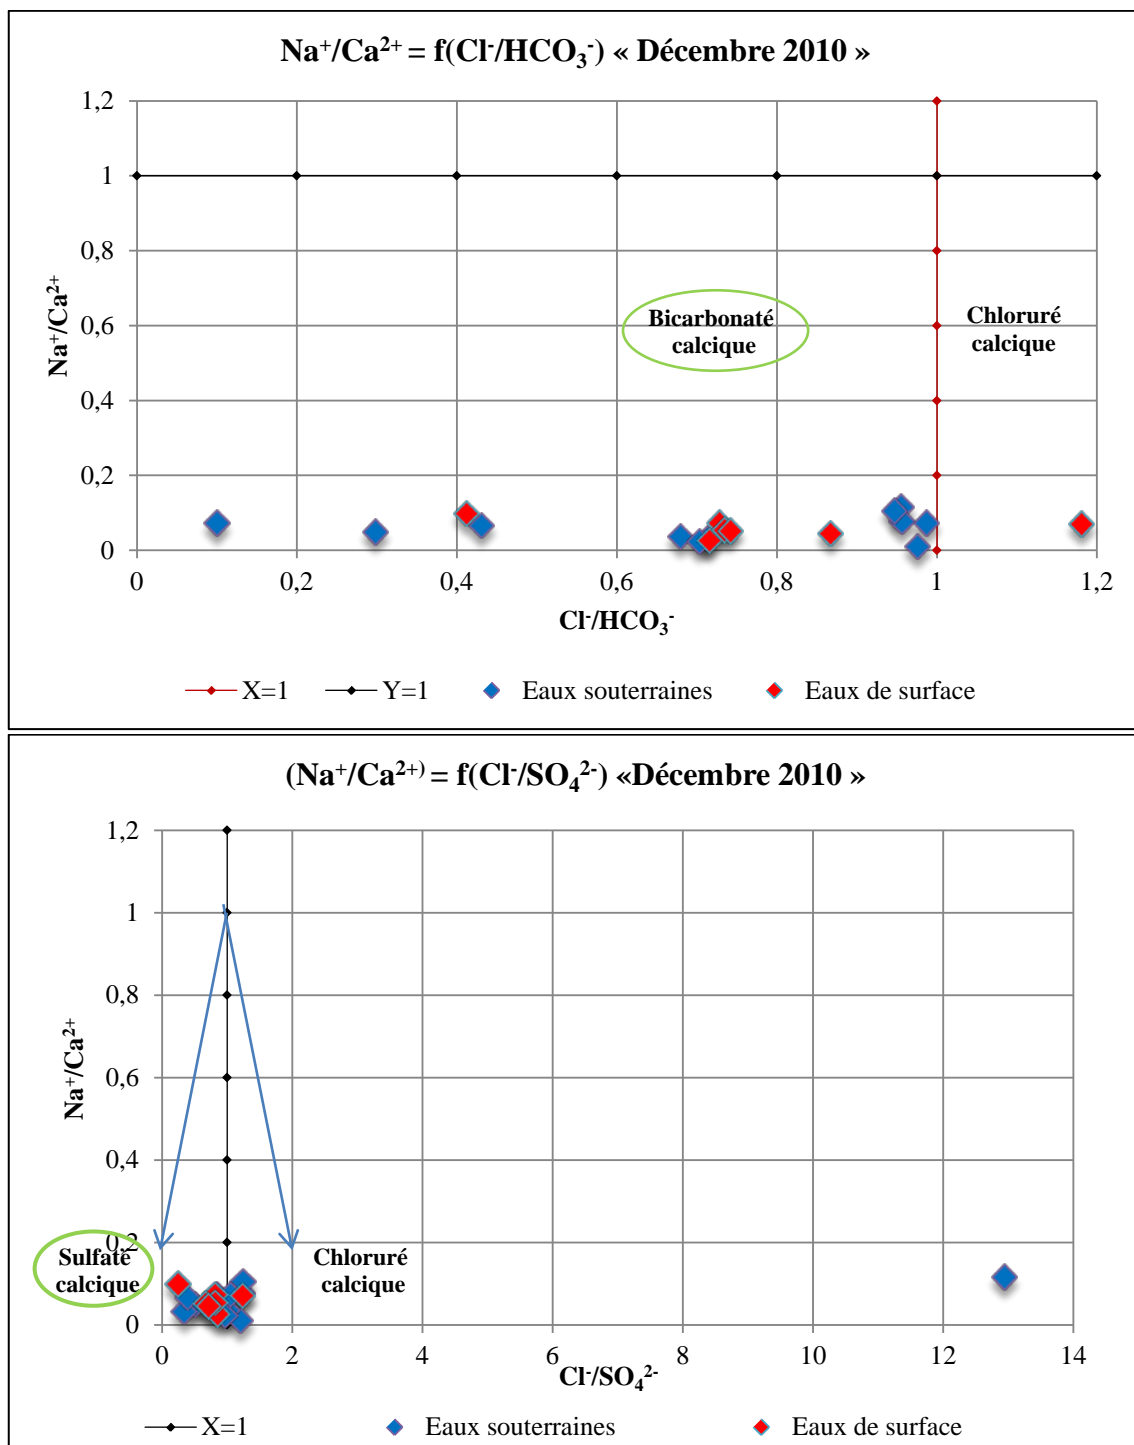 Na⁺/Ca²⁺ = f(Cl⁻/HCO₃⁻) « Décembre 2010 »
1,2
1
0,8
0,6
0,4
0,2
0
Na⁺/Ca²⁺
Bicarbonaté
calcique
Chloruré
calcique
0 0,2 0,4 0,6 0,8 1 1,2
Cl⁻/HCO₃⁻
X=1 Y=1 Eaux souterraines Eaux de surface
(Na⁺/Ca²⁺⁾ = f(Cl⁻/SO₄²⁻) «Décembre 2010 »
1,2
1
0,8
0,6
0,4
0,2
0
Na⁺/Ca²⁺
Sulfaté
calcique
Chloruré
calcique
0 2 4 6 8 10 12 14
Cl⁻/SO₄²⁻
X=1 Eaux souterraines Eaux de surface